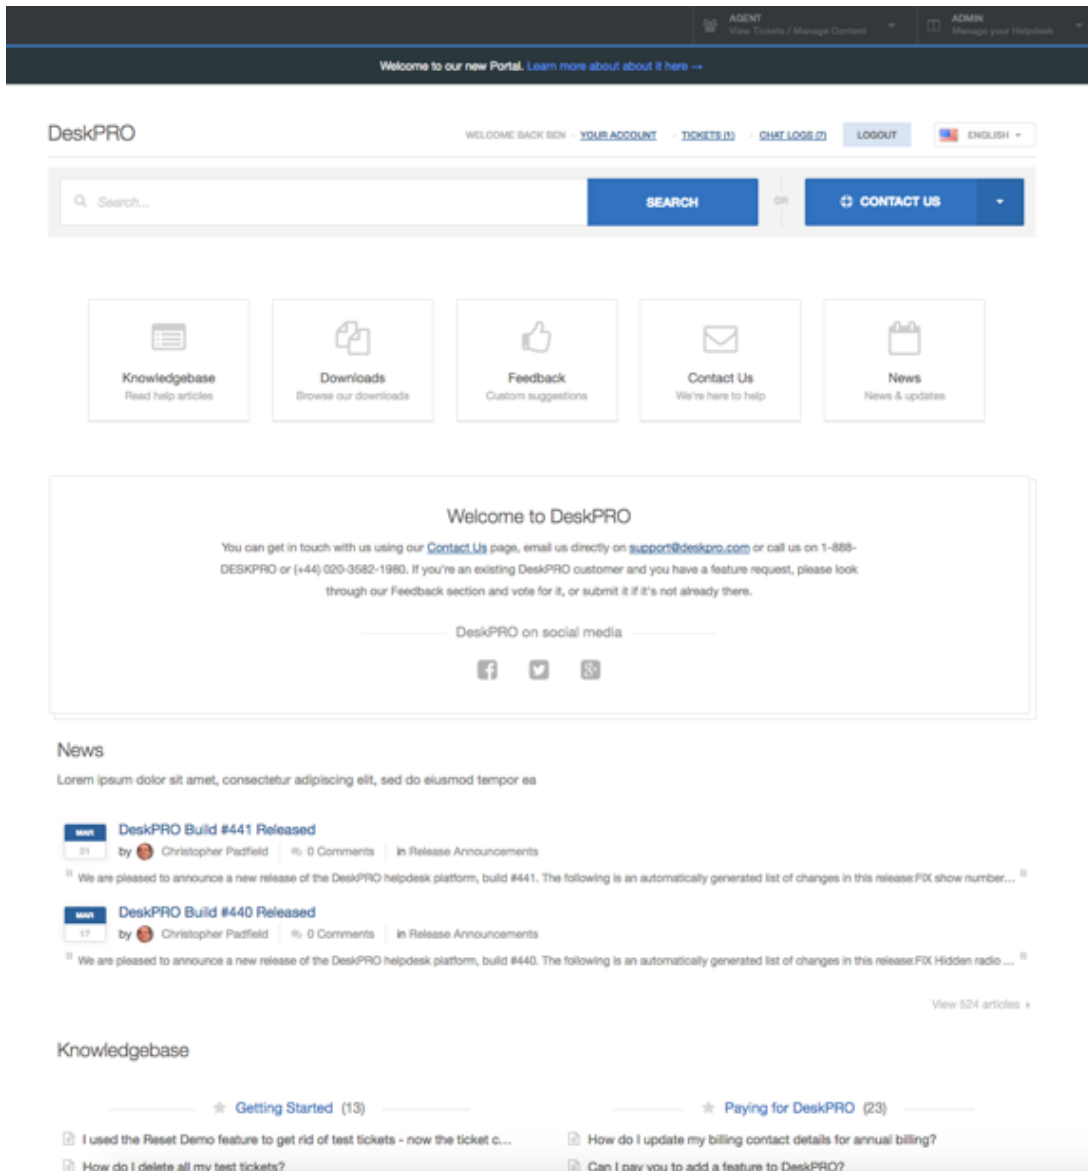 AGENT
View Tickets / Manage Content
ADMIN
Manage your Helpdesk
Welcome to our new Portal. Learn more about about it here →
DeskPRO
WELCOME BACK BEN · YOUR ACCOUNT · TICKETS (1) · CHAT LOGS (7) LOGOUT ENGLISH
Search... SEARCH OR CONTACT US
Knowledgebase
Read help articles
Downloads
Browse our downloads
Feedback
Custom suggestions
Contact Us
We're here to help
News
News & updates
Welcome to DeskPRO
You can get in touch with us using our Contact Us page, email us directly on support@deskpro.com or call us on 1-888-
DESKPRO or (+44) 020-3582-1980. If you're an existing DeskPRO customer and you have a feature request, please look
through our Feedback section and vote for it, or submit it if it's not already there.
DeskPRO on social media
News
Lorem ipsum dolor sit amet, consectetur adipiscing elit, sed do eiusmod tempor ea
MAR
21
DeskPRO Build #441 Released
by Christopher Padfield 0 Comments in Release Announcements
" We are pleased to announce a new release of the DeskPRO helpdesk platform, build #441. The following is an automatically generated list of changes in this release:FIX show number... "
MAR
17
DeskPRO Build #440 Released
by Christopher Padfield 0 Comments in Release Announcements
" We are pleased to announce a new release of the DeskPRO helpdesk platform, build #440. The following is an automatically generated list of changes in this release:FIX Hidden radio .... "
View 524 articles
Knowledgebase
Getting Started (13)
I used the Reset Demo feature to get rid of test tickets - now the ticket c...
How do I delete all my test tickets?
Paying for DeskPRO (23)
How do I update my billing contact details for annual billing?
Can I pay you to add a feature to DeskPRO?